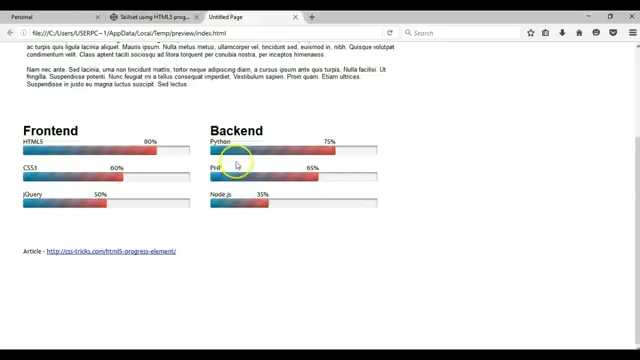 Personal
Skillset using HTML5 prog...
Untitled Page
file:///C:/Users/USERPC~1/AppData/Local/Temp/preview/index.html
Search
ac turpis quis ligula lacinia aliquet. Mauris ipsum. Nulla metus metus, ullamcorper vel, tincidunt sed, euismod in, nibh. Quisque volutpat
condimentum velit. Class aptent taciti sociosqu ad litora torquent per conubia nostra, per inceptos himenaeos.
Nam nec ante. Sed lacinia, urna non tincidunt mattis, tortor neque adipiscing diam, a cursus ipsum ante quis turpis. Nulla facilisi. Ut
fringilla. Suspendisse potenti. Nunc feugiat mi a tellus consequat imperdiet. Vestibulum sapien. Proin quam. Etiam ultrices.
Suspendisse in justo eu magna luctus suscipit. Sed lectus.
Frontend
HTML5 80%
CSS3 60%
jQuery 50%
Backend
Python 75%
PHP 65%
Node.js 35%
Article - http://css-tricks.com/html5-progress-element/